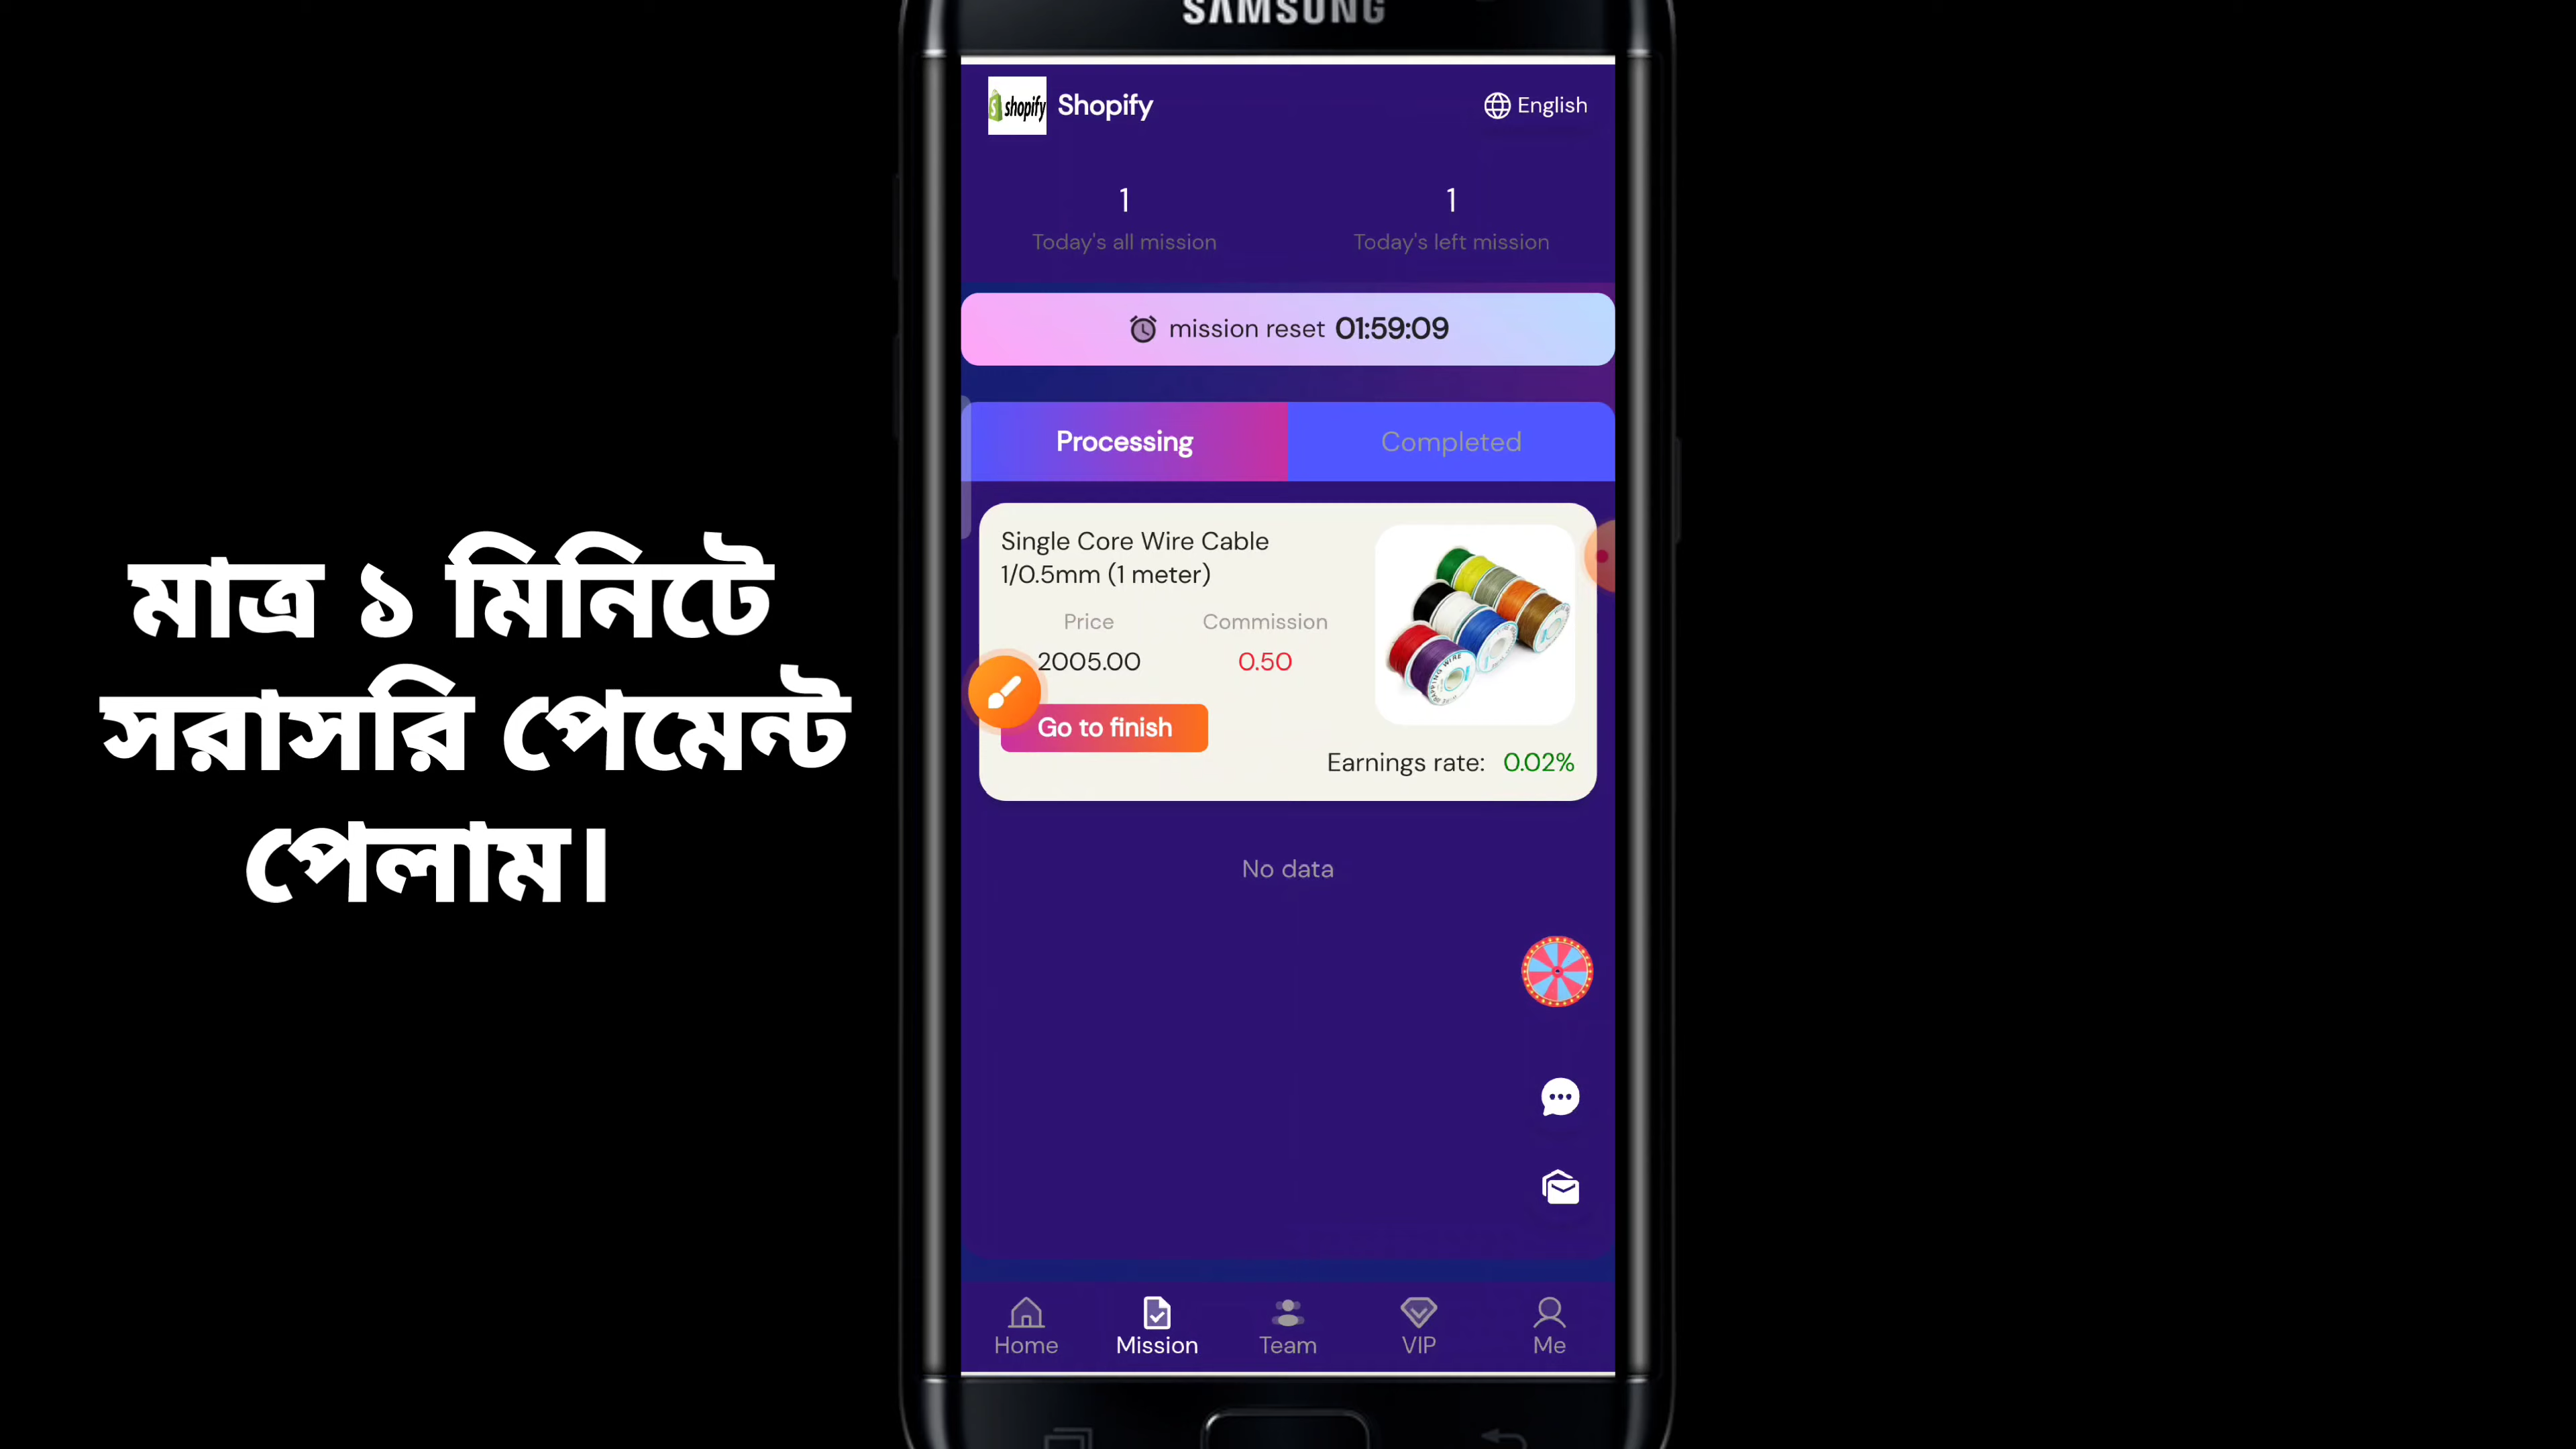 SAMSUNG
shopify Shopify
English
1
1
Today's all mission
Today's left mission
mission reset 01:59:09
Processing
Completed
মাত্র ১ মিনিটে
সরাসরি পেমেন্ট
পেলাম।
Single Core Wire Cable
1/0.5mm (1 meter)
Price
Commission
2005.00
0.50
Go to finish
Earnings rate: 0.02%
No data
Home
Mission
Team
VIP
Me